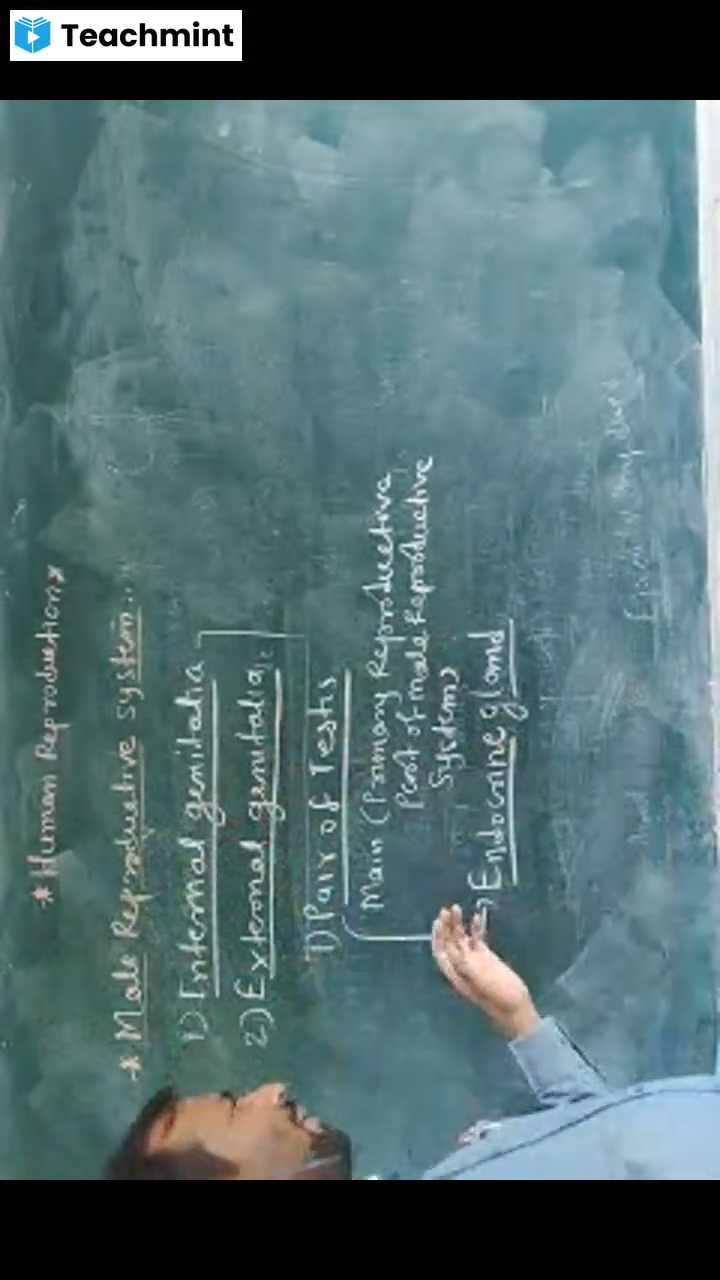 Teachmint
* Human Reproduction *
* Male Reproductive System..
1) Internal genitalia
2) External genitalia
1) Pair of Testis
Main (Primary Reproductive
Part of Male Reproductive
System)
Endocrine gland